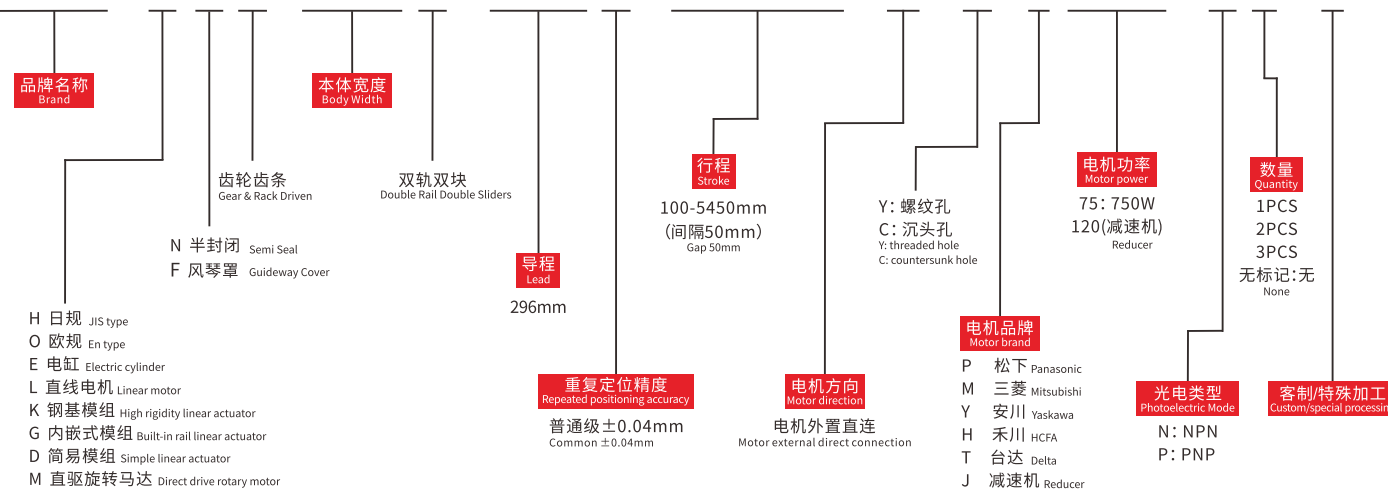 品牌名称
Brand
H 日规 JIS type
O 欧规 En type
E 电缸 Electric cylinder
L 直线电机 Linear motor
K 钢基模组 High rigidity linear actuator
G 内嵌式模组 Built-in rail linear actuator
D 简易模组 Simple linear actuator
M 直驱旋转马达 Direct drive rotary motor
N 半封闭 Semi Seal
F 风琴罩 Guideway Cover
齿轮齿条
Gear & Rack Driven
本体宽度
Body Width
双轨双块
Double Rail Double Sliders
导程
Lead
296mm
重复定位精度
Repeated positioning accuracy
普通级±0.04mm
Common ±0.04mm
行程
Stroke
100-5450mm
(间隔50mm)
Gap 50mm
电机方向
Motor direction
电机外置直连
Motor external direct connection
Y: 螺纹孔
C: 沉头孔
Y: threaded hole
C: countersunk hole
电机品牌
Motor brand
P 松下 Panasonic
M 三菱 Mitsubishi
Y 安川 Yaskawa
H 禾川 HCFA
T 台达 Delta
J 减速机 Reducer
电机功率
Motor power
75: 750W
120(减速机)
Reducer
光电类型
Photoelectric Mode
N: NPN
P: PNP
数量
Quantity
1PCS
2PCS
3PCS
无标记:无
None
客制/特殊加工
Custom/special processin